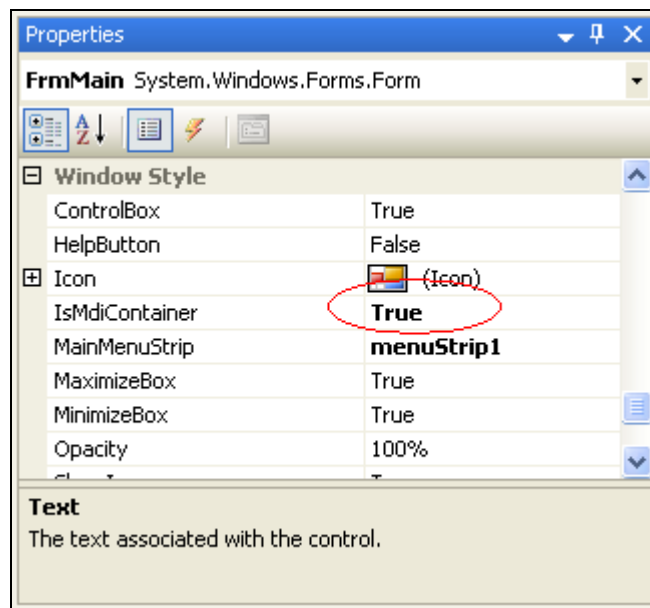 Properties
FrmMain System.Windows.Forms.Form
Window Style
ControlBox True
HelpButton False
Icon (Icon)
IsMdiContainer True
MainMenuStrip menuStrip1
MaximizeBox True
MinimizeBox True
Opacity 100%
Text
The text associated with the control.